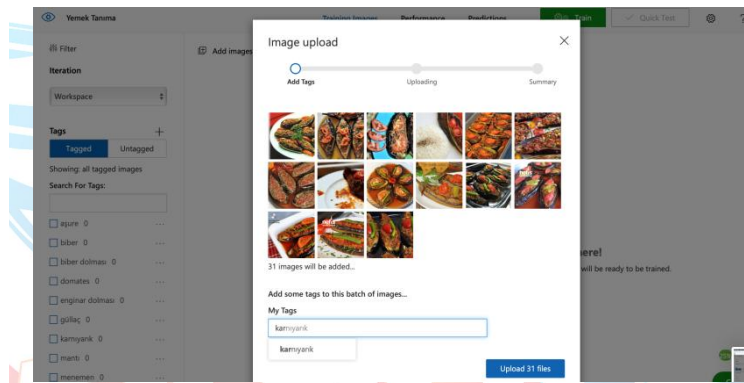 Yemek Tanıma
Training Images Performance Predictions Train Quick Test
Filter
Iteration
Workspace
Tags
Tagged Untagged
Showing: all tagged images
Search For Tags:
aşure 0
biber 0
biber dolması 0
domates 0
enginar dolması 0
güllaç 0
karnıyarık 0
mantı 0
menemen 0
Add images
Image upload
Add Tags Uploading Summary
31 images will be added...
Add some tags to this batch of images...
My Tags
karnıyarık
karnıyarık
Upload 31 files
here!
will be ready to be trained.